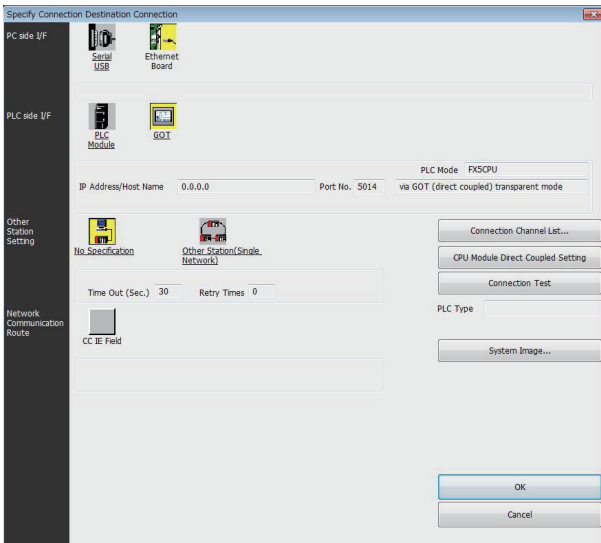 Specify Connection Destination Connection
PC side I/F
Serial
USB
Ethernet
Board
PLC side I/F
PLC
Module
GOT
PLC Mode FX5CPU
IP Address/Host Name 0.0.0.0 Port No. 5014 via GOT (direct coupled) transparent mode
Other
Station
Setting
No Specification
Other Station(Single
Network)
Connection Channel List...
CPU Module Direct Coupled Setting
Time Out (Sec.) 30 Retry Times 0
Connection Test
PLC Type
Network
Communication
Route
CC IE Field
System Image...
OK
Cancel